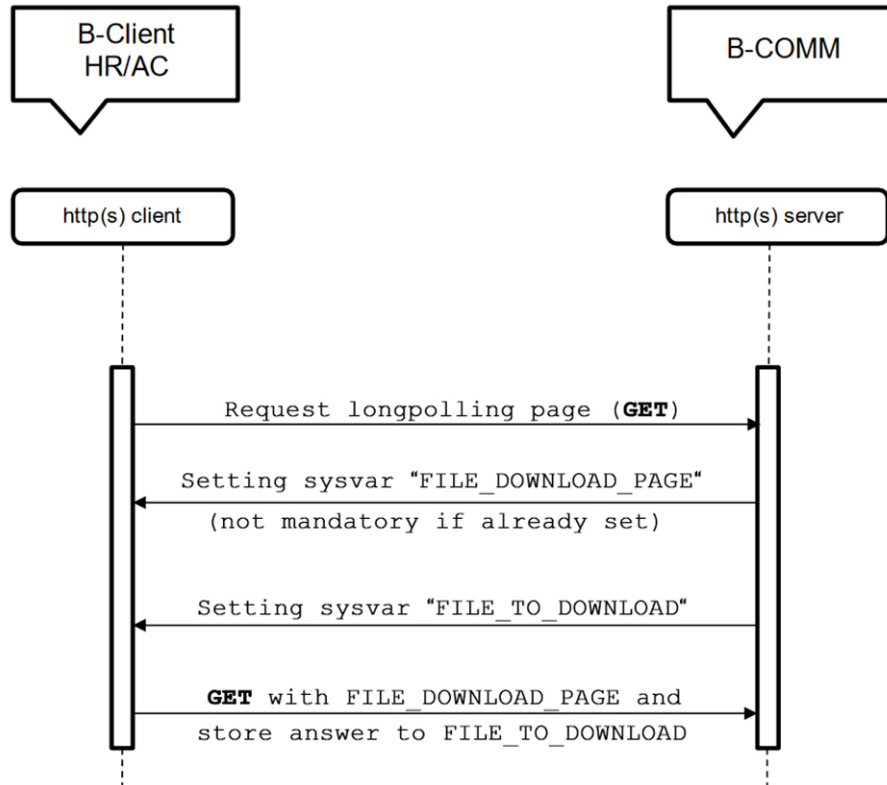 B-Client
HR/AC
B-COMM
http(s) client
http(s) server
Request longpolling page (GET)
Setting sysvar “FILE_DOWNLOAD_PAGE“
(not mandatory if already set)
Setting sysvar “FILE_TO_DOWNLOAD“
GET with FILE_DOWNLOAD_PAGE and
store answer to FILE_TO_DOWNLOAD